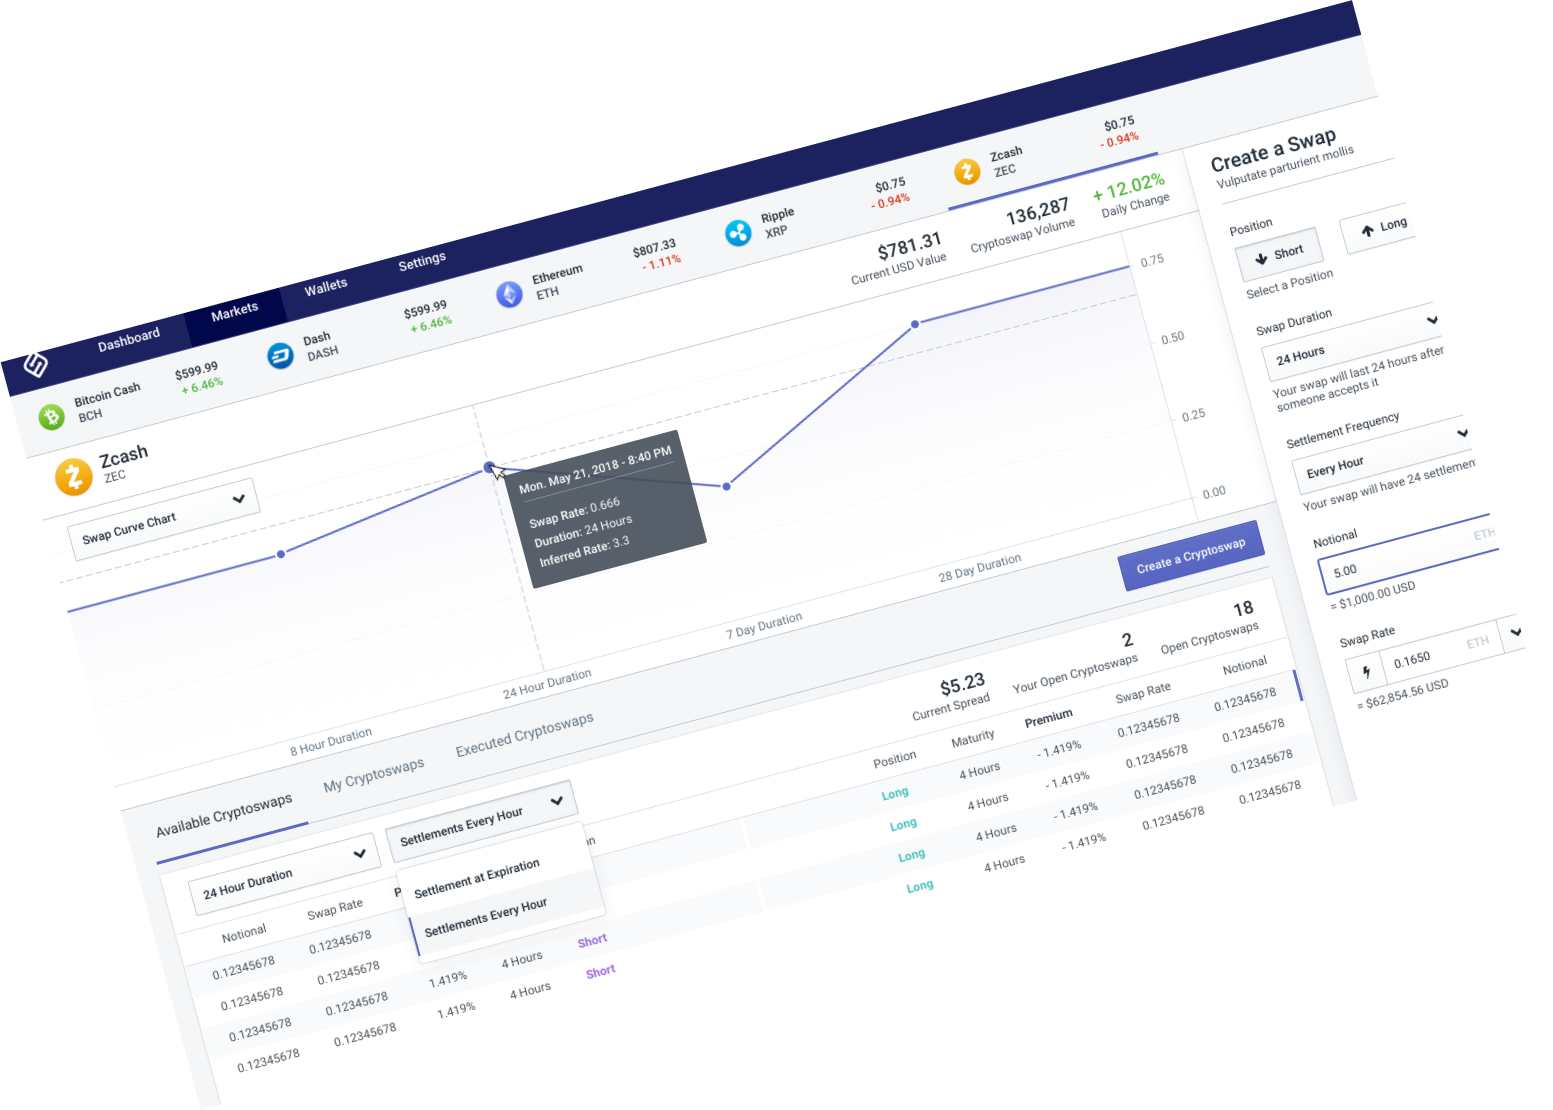 Dashboard
Markets
Wallets
Settings
Bitcoin Cash
BCH
$599.99
+ 6.46%
Dash
DASH
$599.99
+ 6.46%
Ethereum
ETH
$807.33
- 1.11%
Ripple
XRP
$0.75
- 0.94%
Zcash
ZEC
$0.75
- 0.94%
Zcash
ZEC
$781.31
Current USD Value
136,287
Cryptoswap Volume
+ 12.02%
Daily Change
Swap Curve Chart
0.75
0.50
0.25
0.00
Mon. May 21, 2018 - 8:40 PM
Swap Rate: 0.666
Duration: 24 Hours
Inferred Rate: 3.3
8 Hour Duration
24 Hour Duration
7 Day Duration
28 Day Duration
Available Cryptoswaps
My Cryptoswaps
Executed Cryptoswaps
Create a Cryptoswap
24 Hour Duration
Settlements Every Hour
Settlement at Expiration
Settlements Every Hour
$5.23
Current Spread
2
Your Open Cryptoswaps
18
Open Cryptoswaps
Notional Swap Rate
0.12345678 0.12345678
0.12345678 0.12345678
0.12345678 0.12345678 1.419% 4 Hours Short
0.12345678 0.12345678 1.419% 4 Hours Short
Position Maturity Premium Swap Rate Notional
Long 4 Hours - 1.419% 0.12345678 0.12345678
Long 4 Hours - 1.419% 0.12345678 0.12345678
Long 4 Hours - 1.419% 0.12345678 0.12345678
Long 4 Hours - 1.419% 0.12345678 0.12345678
Create a Swap
Vulputate parturient mollis
Position
Short
Long
Select a Position
Swap Duration
24 Hours
Your swap will last 24 hours after
someone accepts it
Settlement Frequency
Every Hour
Your swap will have 24 settlemen
Notional
5.00 ETH
= $1,000.00 USD
Swap Rate
0.1650 ETH
= $62,854.56 USD